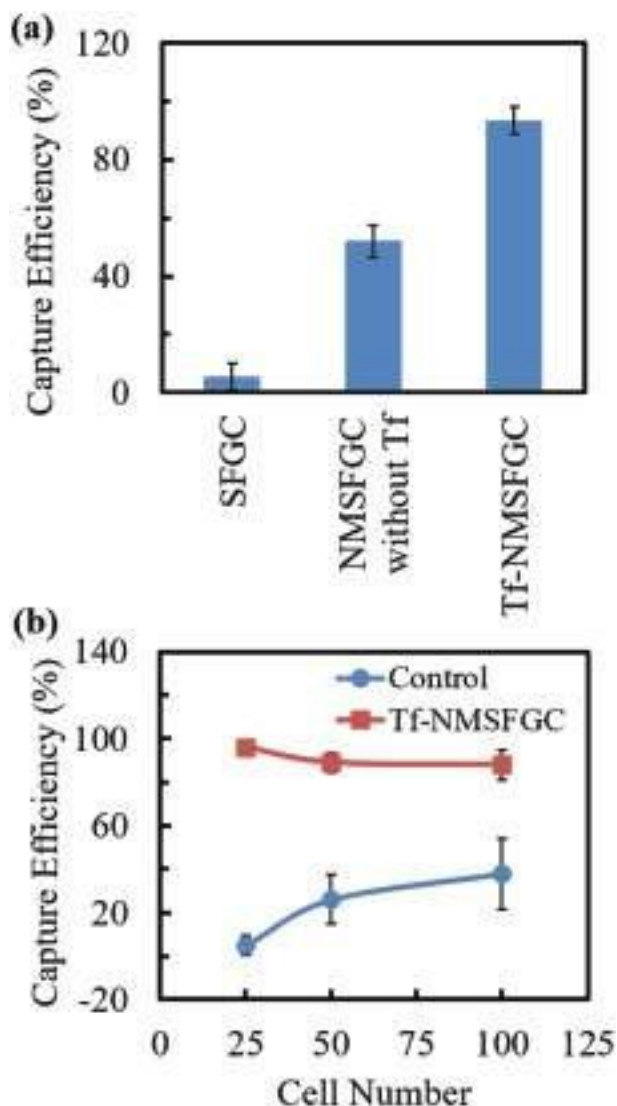 (a)
120
80
40
0
Capture Efficiency (%)
SFGC
NMSFGC
without Tf
Tf-NMSFGC
(b)
140
100
60
20
-20
Capture Efficiency (%)
Control
Tf-NMSFGC
0 25 50 75 100 125
Cell Number